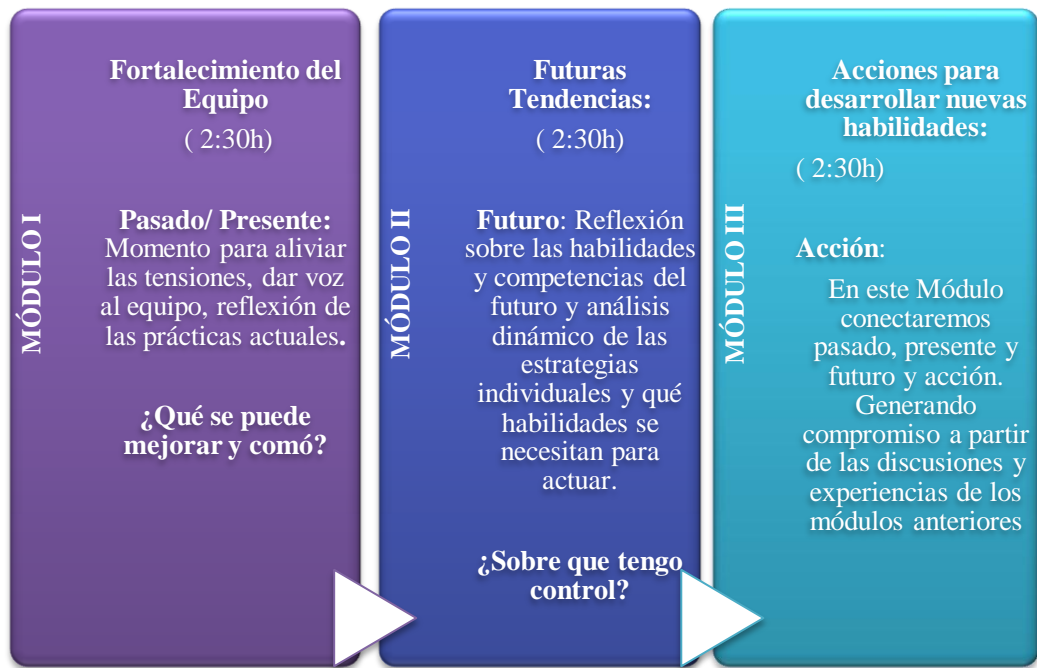 MÓDULO I
Fortalecimiento del
Equipo
( 2:30h)
Pasado/ Presente:
Momento para aliviar
las tensiones, dar voz
al equipo, reflexión de
las prácticas actuales.
¿Qué se puede
mejorar y comó?
MÓDULO II
Futuras
Tendencias:
( 2:30h)
Futuro: Reflexión
sobre las habilidades
y competencias del
futuro y análisis
dinámico de las
estrategias
individuales y qué
habilidades se
necesitan para
actuar.
¿Sobre que tengo
control?
MÓDULO III
Acciones para
desarrollar nuevas
habilidades:
( 2:30h)
Acción:
En este Módulo
conectaremos
pasado, presente y
futuro y acción.
Generando
compromiso a partir
de las discusiones y
experiencias de los
módulos anteriores